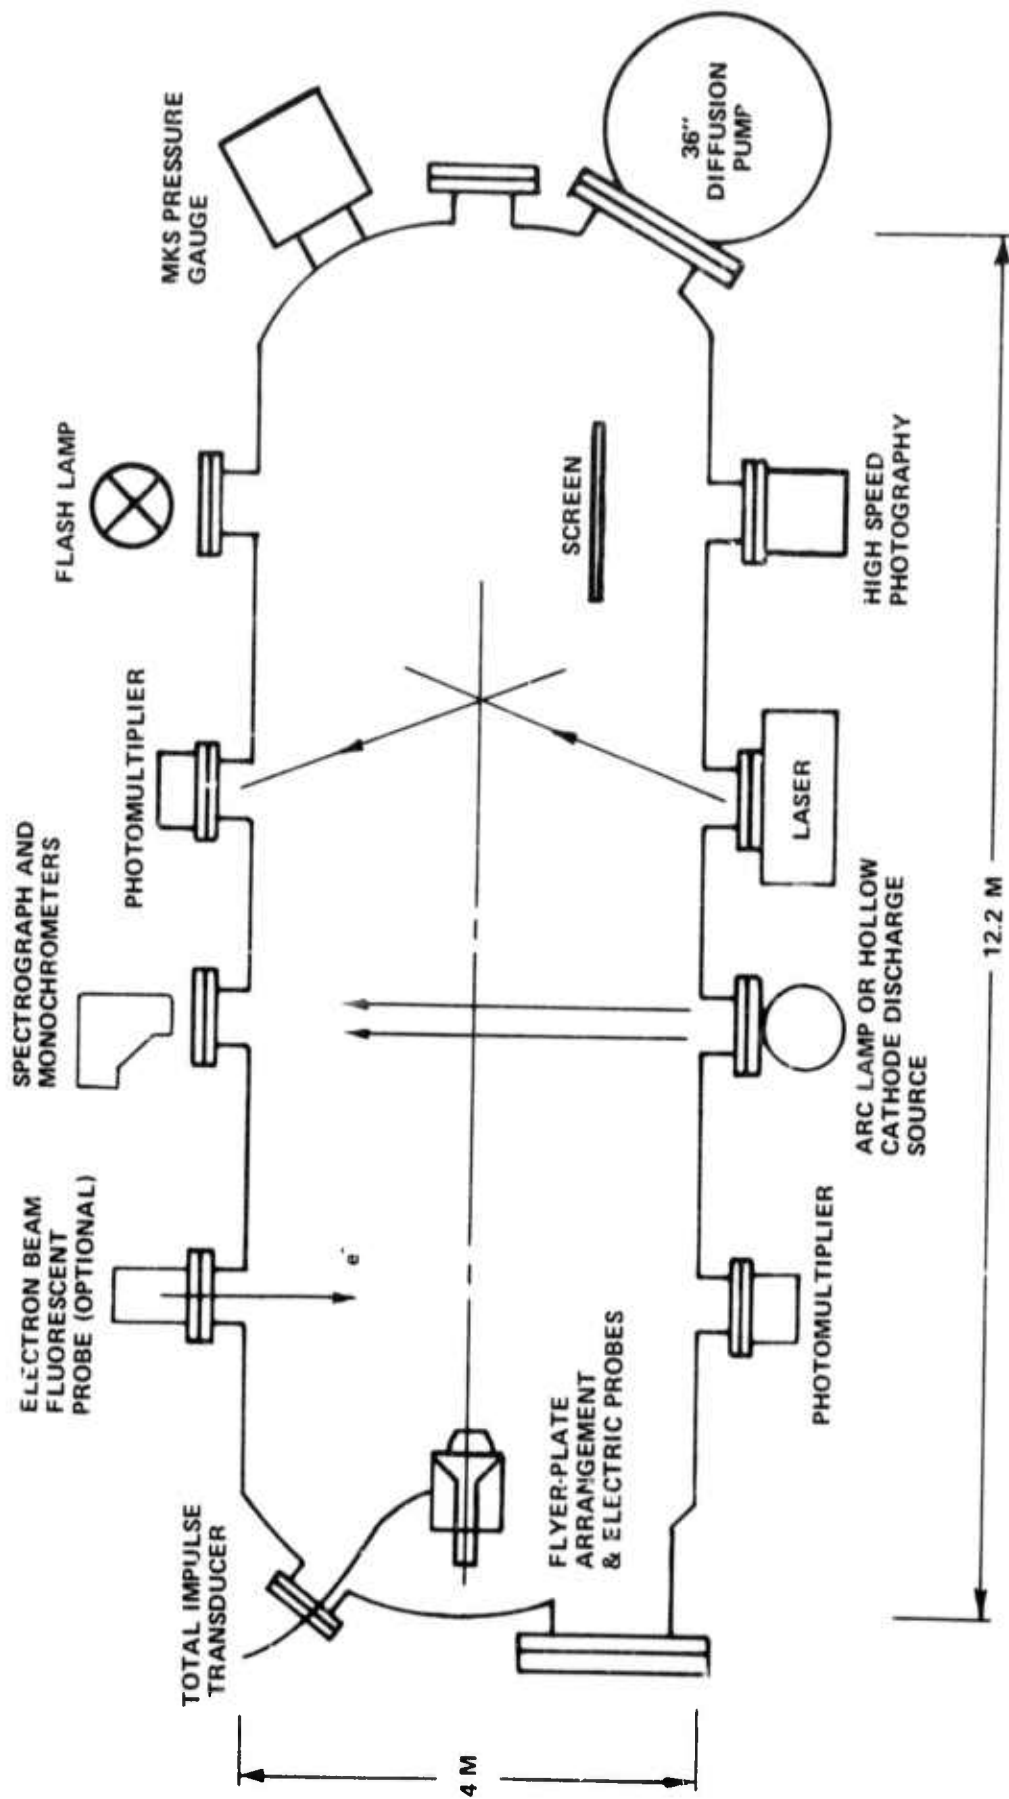 ELECTRON BEAM
FLUORESCENT
PROBE (OPTIONAL)
SPECTROGRAPH AND
MONOCHROMETERS
PHOTOMULTIPLIER
FLASH LAMP
MKS PRESSURE
GAUGE
TOTAL IMPULSE
TRANSDUCER
e-
4 M
SCREEN
36"
DIFFUSION
PUMP
FLYER-PLATE
ARRANGEMENT
& ELECTRIC PROBES
LASER
PHOTOMULTIPLIER
ARC LAMP OR HOLLOW
CATHODE DISCHARGE
SOURCE
HIGH SPEED
PHOTOGRAPHY
12.2 M